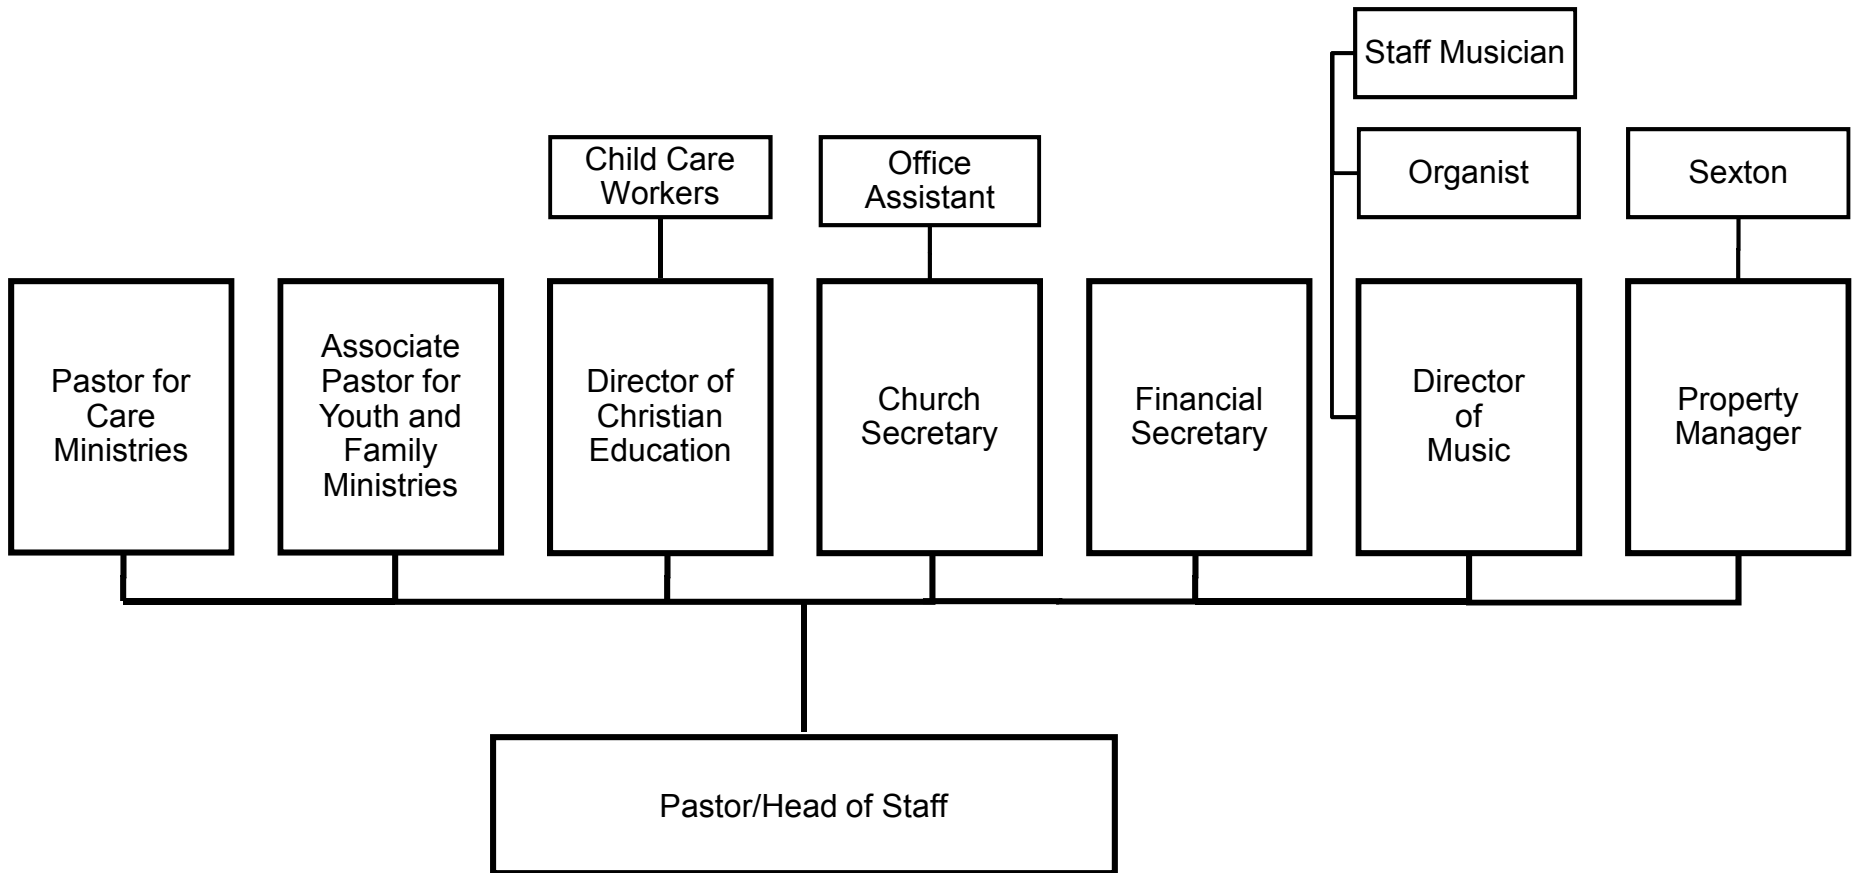 Staff Musician
Child Care
Workers
Office
Assistant
Organist
Sexton
Pastor for
Care
Ministries
Associate
Pastor for
Youth and
Family
Ministries
Director of
Christian
Education
Church
Secretary
Financial
Secretary
Director
of
Music
Property
Manager
Pastor/Head of Staff